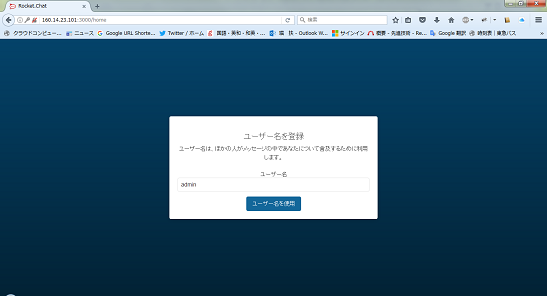 Rocket.Chat
160.14.23.101:3000/home
検索
クラウドコンピュー...
ニュース
Google URL Shorte...
Twitter / ホーム
国語 - 英和・和英 - ...
Outlook W...
サインイン
概要 - 先進技術 - Re...
Google 翻訳
時刻表 | 東急バス
ユーザー名を登録
ユーザー名は、ほかの人がメッセージの中であなたについて言及するために利用
します。
ユーザー名
admin
ユーザー名を使用